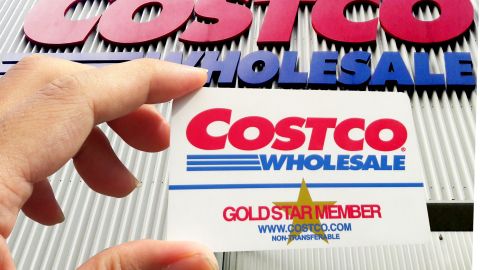 COSTCO
WHOLESALE
COSTCO®
WHOLESALE
GOLD STAR MEMBER
WWW.COSTCO.COM
NON-TRANSFERABLE